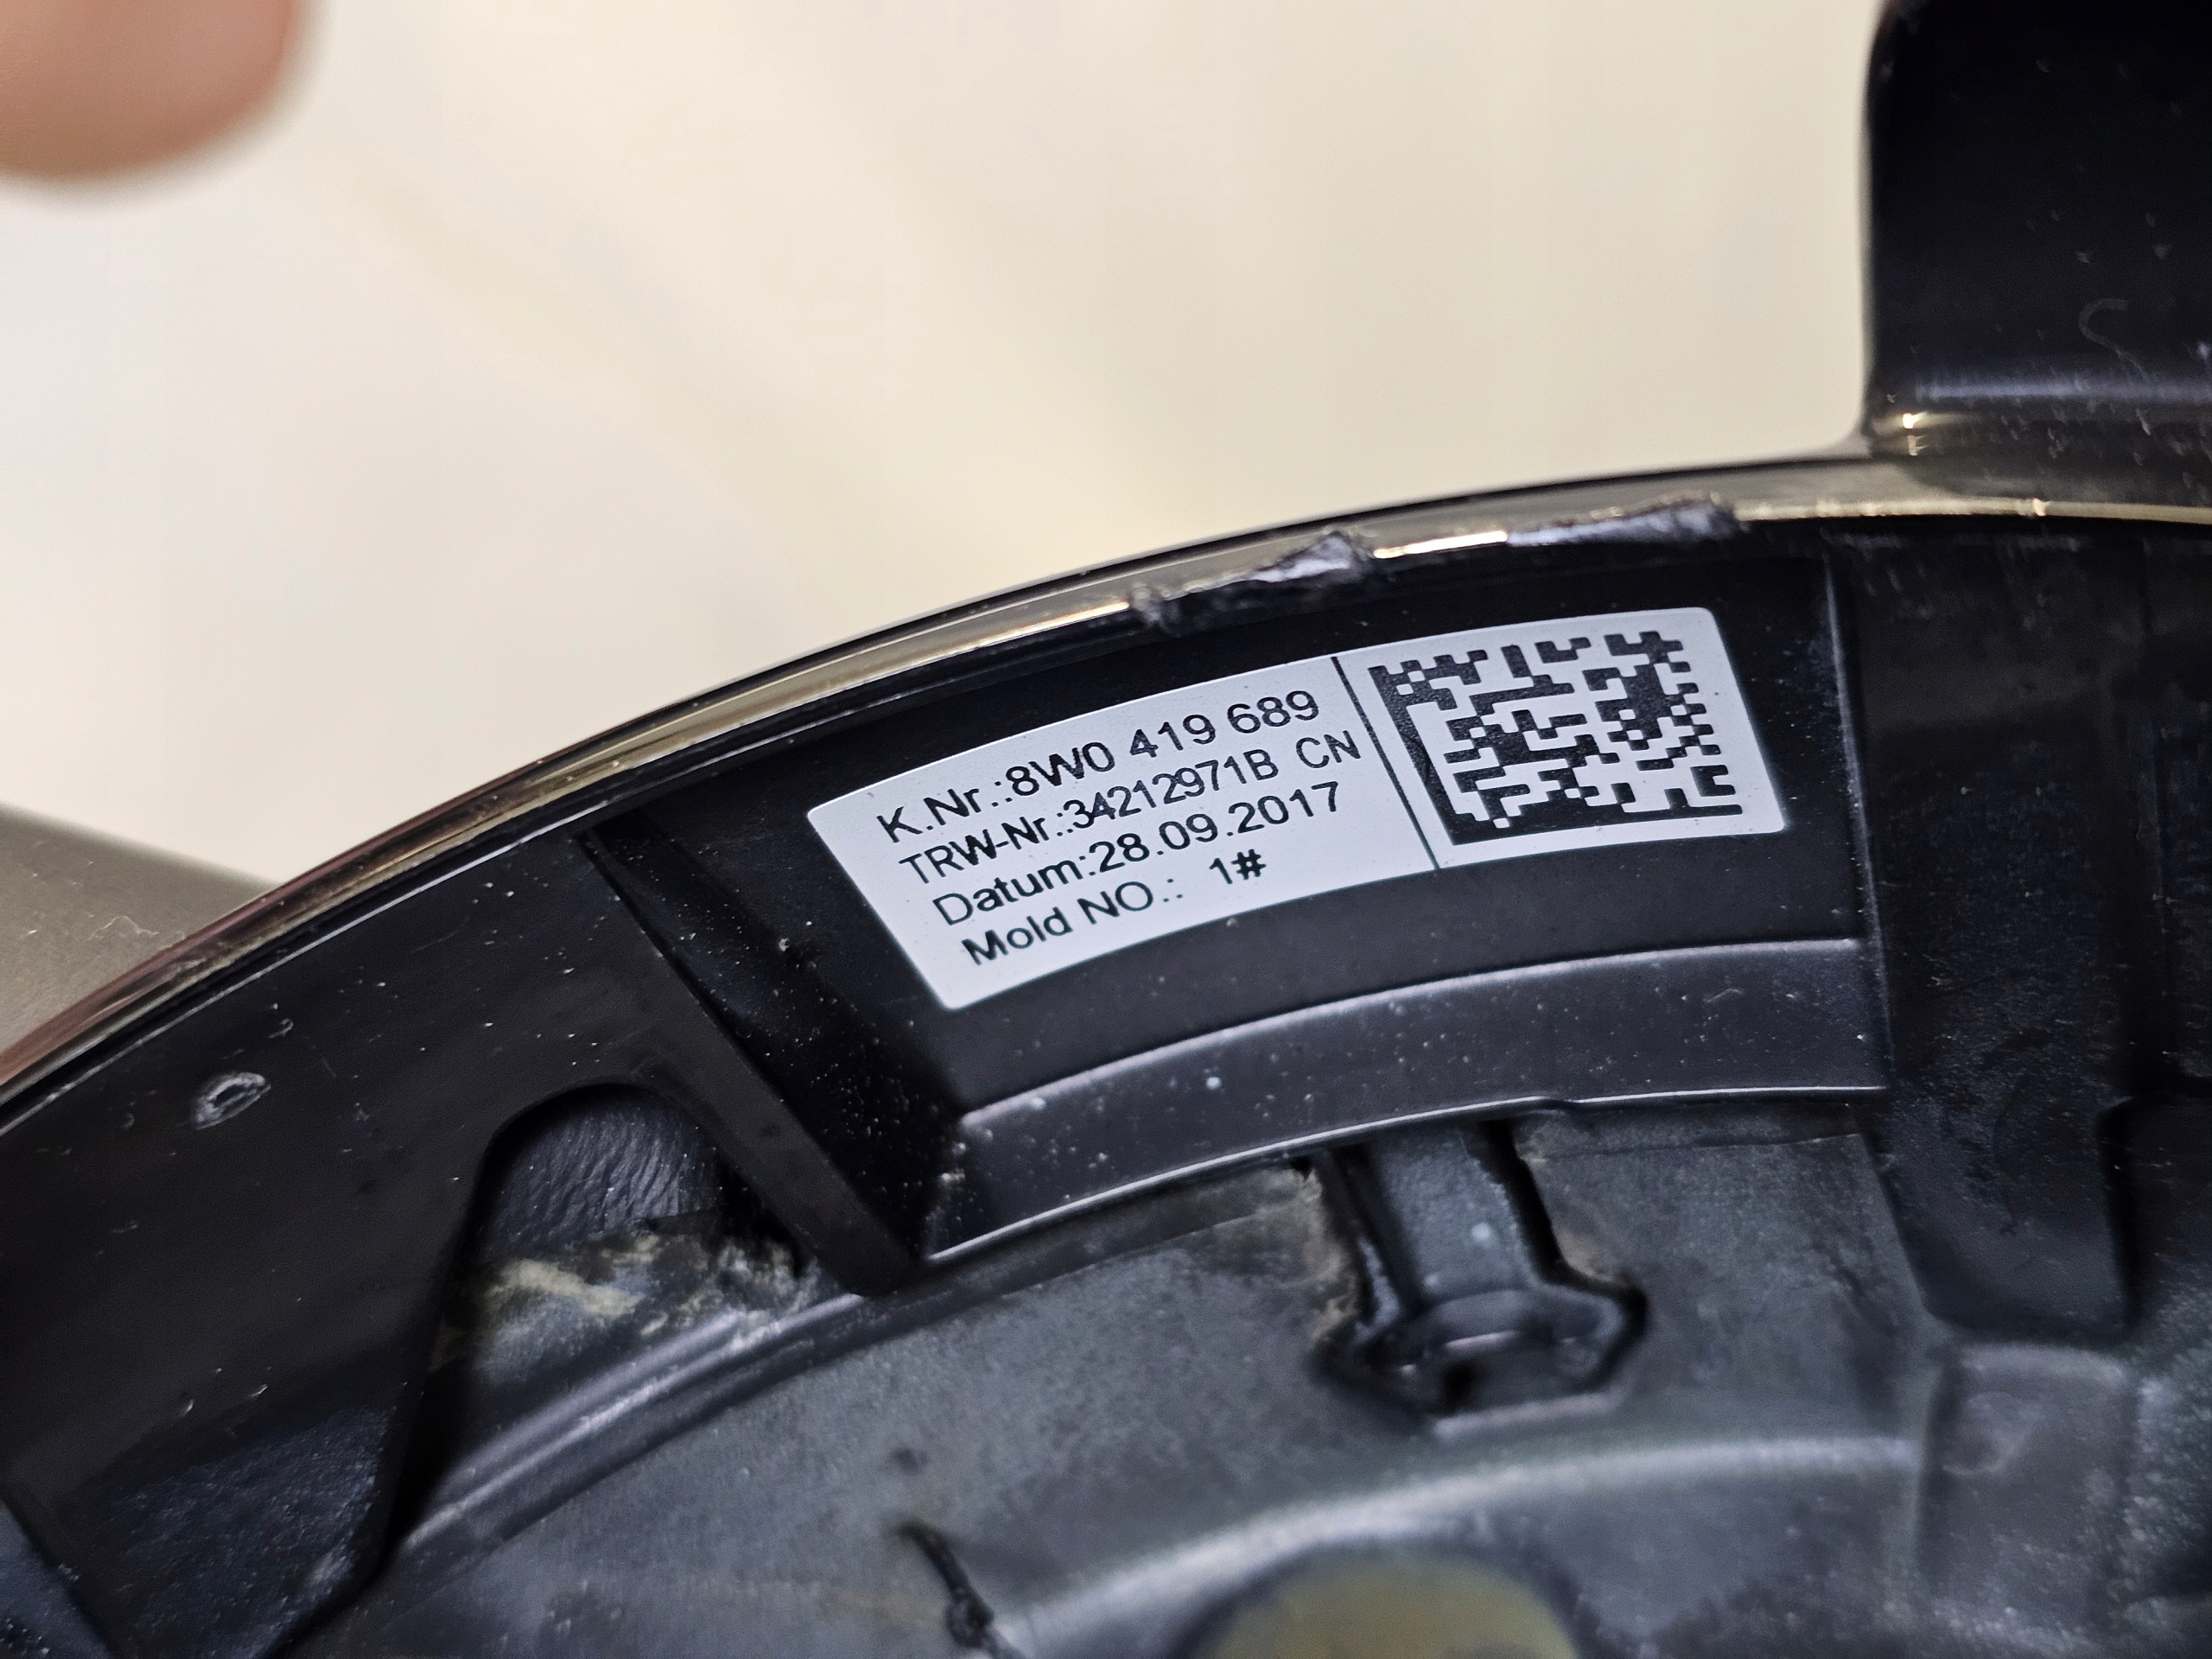 K.Nr.:8W0 419 689
TRW-Nr.:34212971B CN
Datum:28.09.2017
Mold NO.: 1#